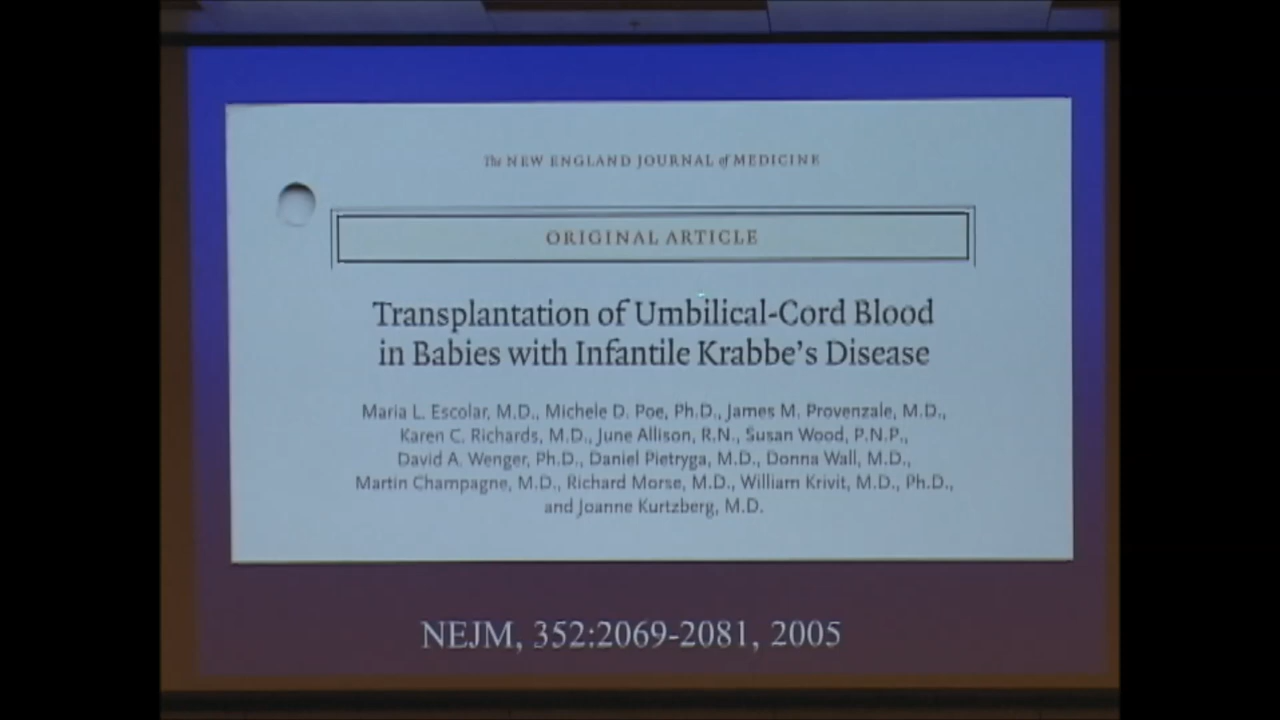 The NEW ENGLAND JOURNAL of MEDICINE
ORIGINAL ARTICLE
Transplantation of Umbilical-Cord Blood
in Babies with Infantile Krabbe's Disease
Maria L. Escolar, M.D., Michele D. Poe, Ph.D., James M. Provenzale, M.D.,
Karen C. Richards, M.D., June Allison, R.N., Susan Wood, P.N.P.,
David A. Wenger, Ph.D., Daniel Pietryga, M.D., Donna Wall, M.D.,
Martin Champagne, M.D., Richard Morse, M.D., William Krivit, M.D., Ph.D.,
and Joanne Kurtzberg, M.D.
NEJM, 352:2069-2081, 2005